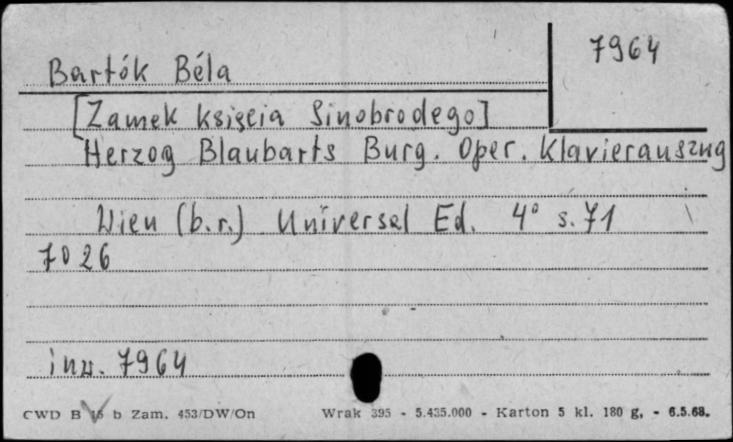 7964
Bartók Béla
[Zamek księcia Sinobrodego]
Herzog Blaubarts Burg. Oper. Klavierauszug
Wien (b.r.) Universal Ed. 4° s. 71
7026
inw. 7964
CWD B 15 b Zam. 453/DW/On Wrak 395 - 5.435.000 - Karton 5 kl. 180 g. - 6.5.68.